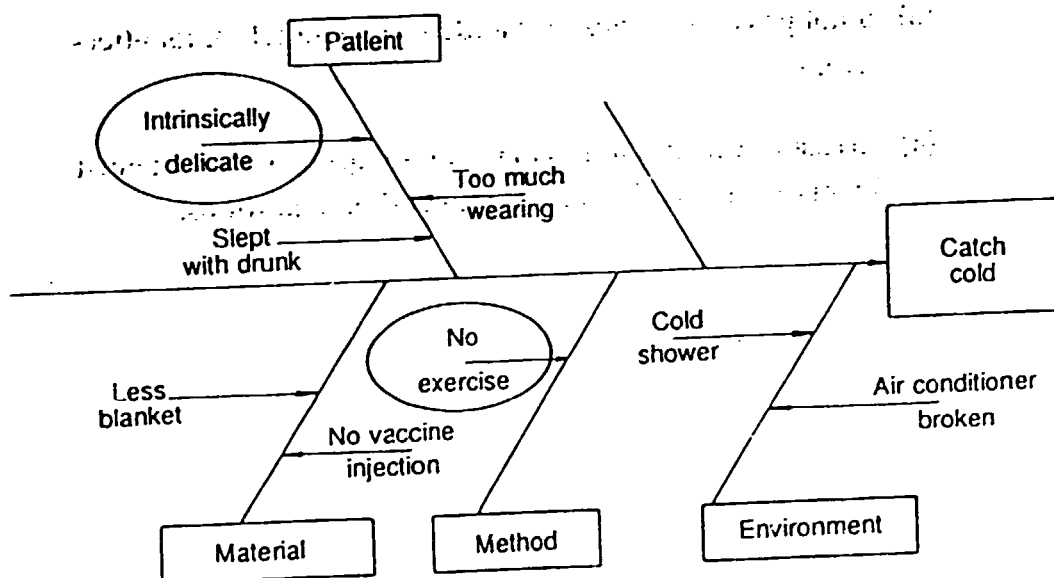 Patient
Intrinsically
delicate
Too much
wearing
Slept
with drunk
Catch
cold
No
exercise
Cold
shower
Less
blanket
Air conditioner
broken
No vaccine
injection
Material
Method
Environment